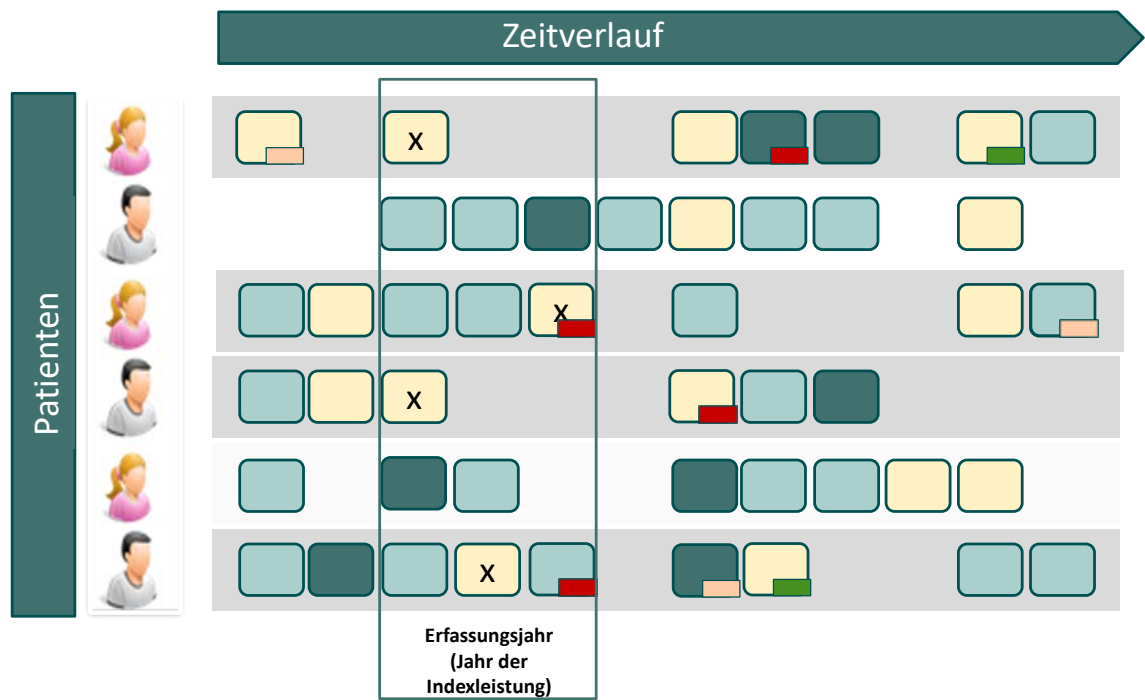 Zeitverlauf
Patienten
x
x
x
x
Erfassungsjahr
(Jahr der
Indexleistung)